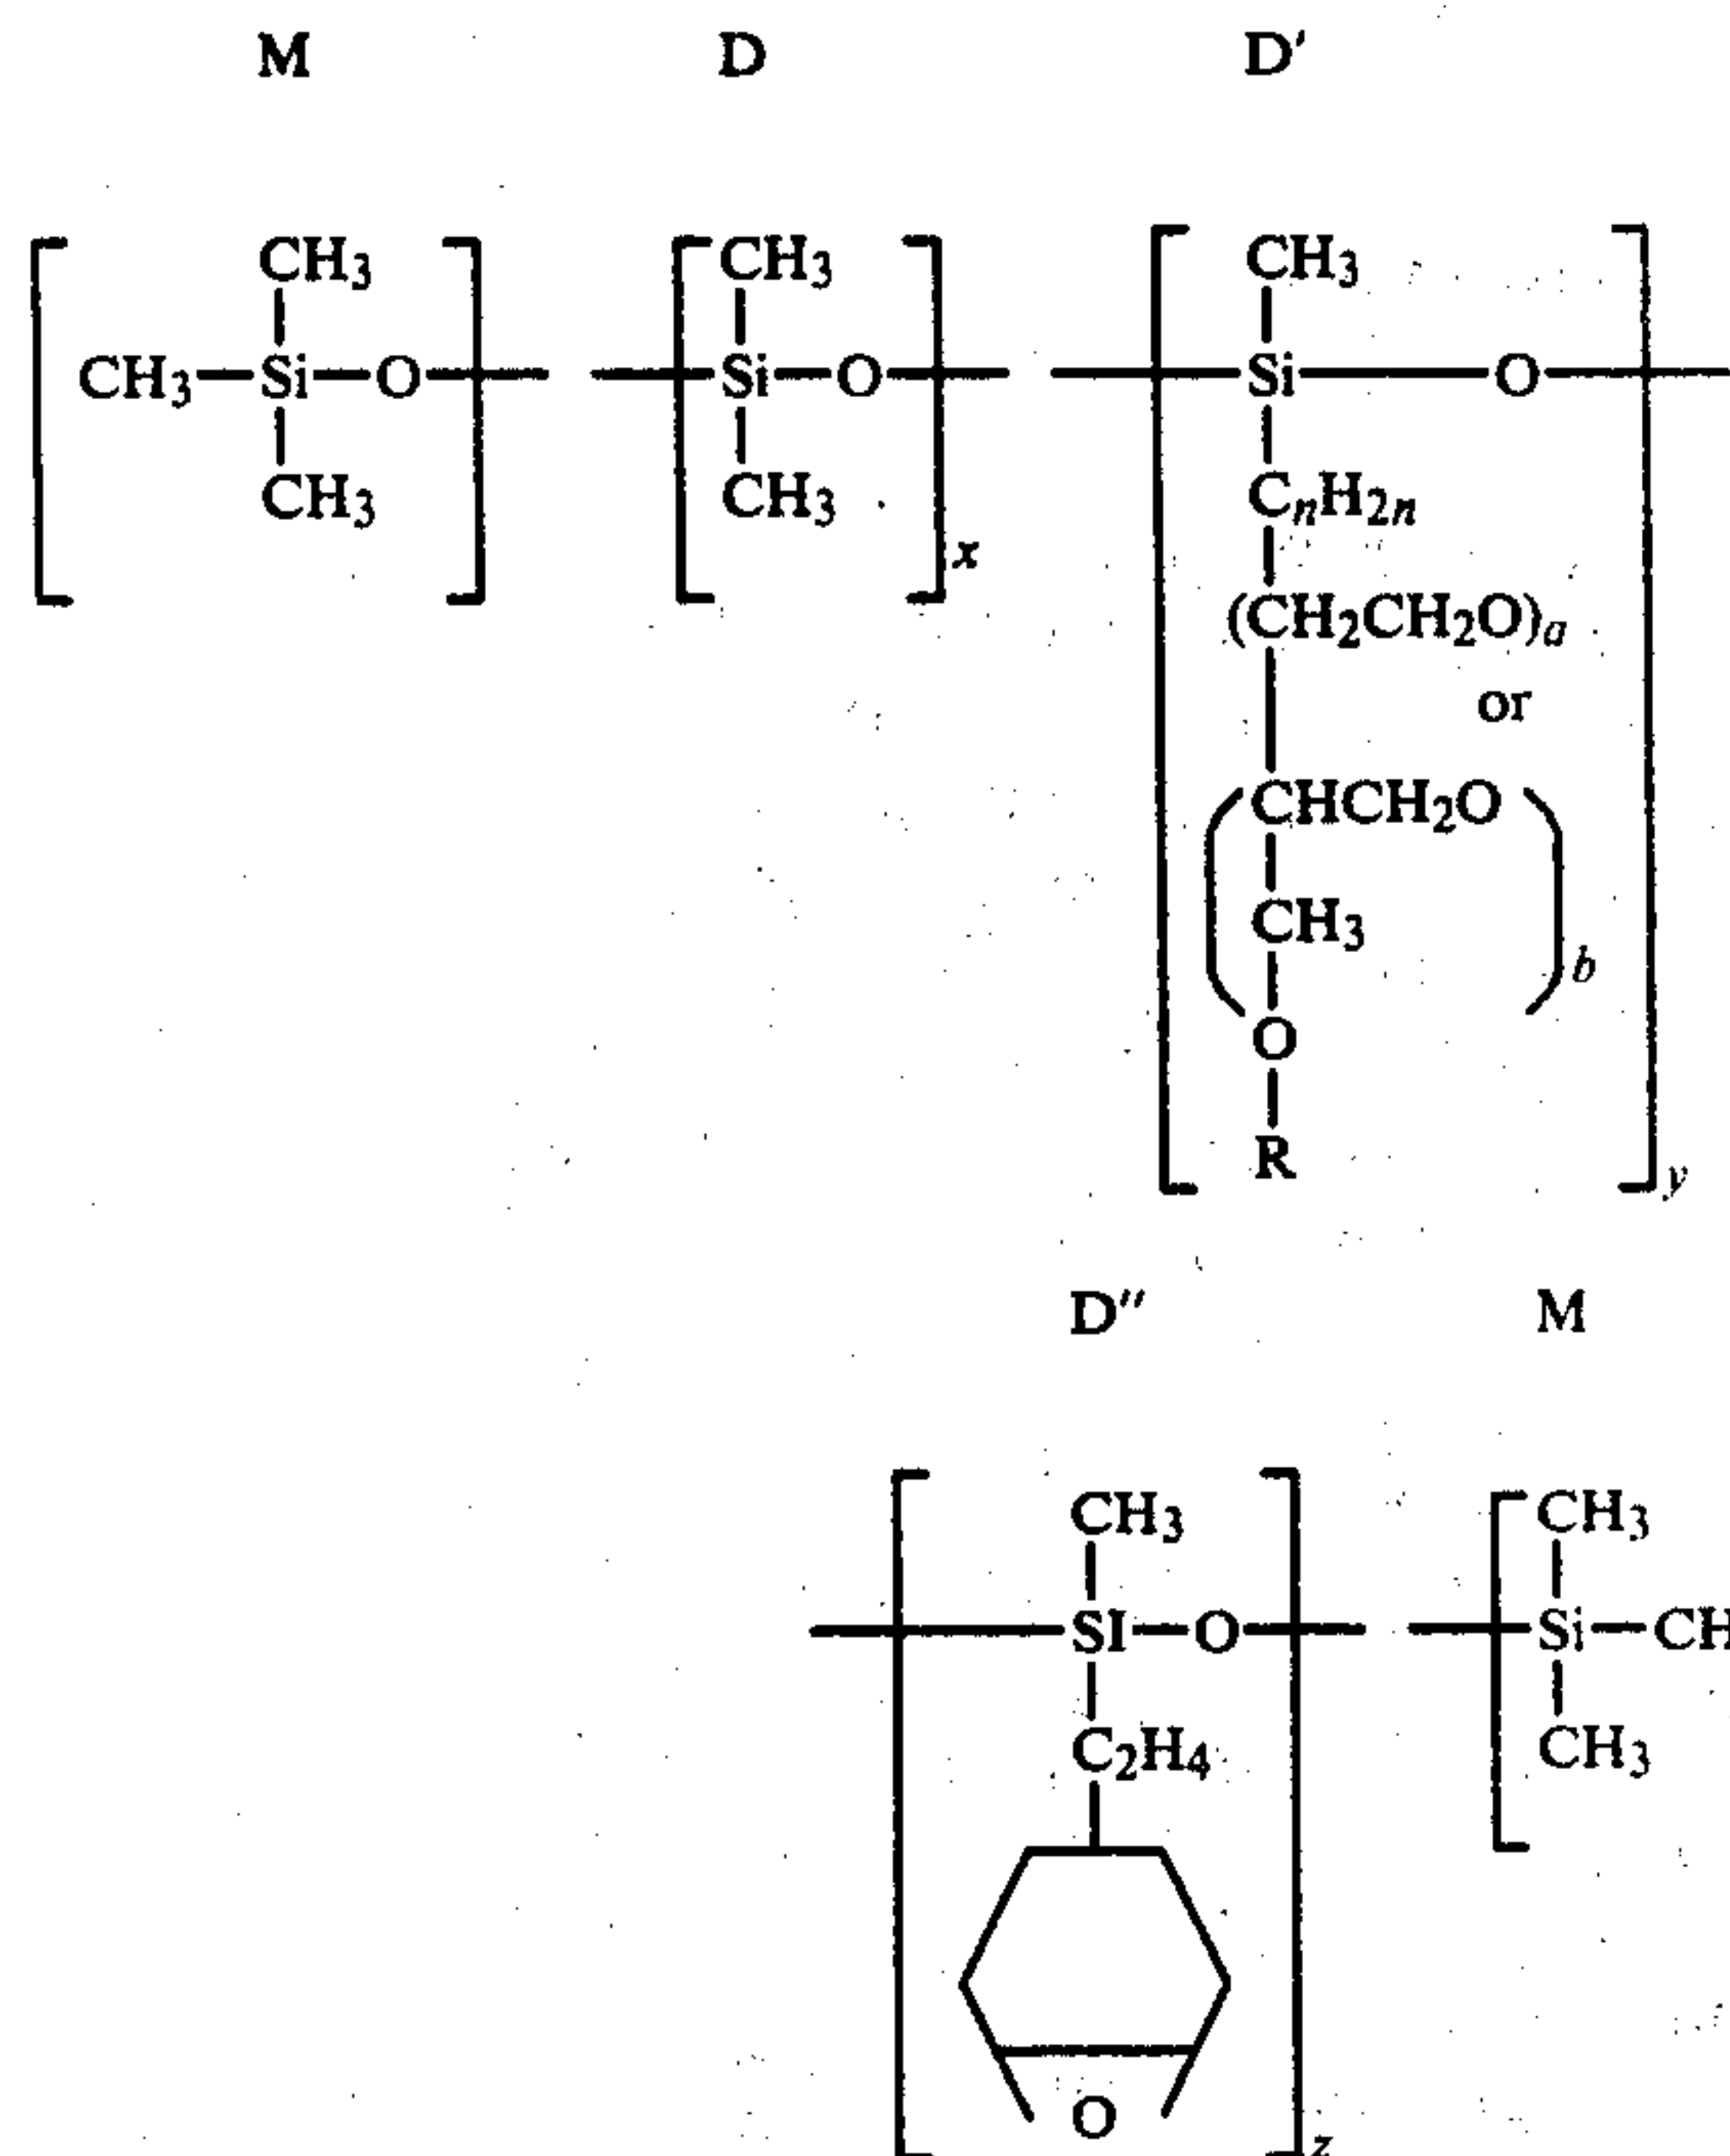 M D D′
CH3 CH3 CH3
CH3—Si—O— —Si—O— —Si—O—
CH3 CH3 x CnH2n
(CH2CH2O)a
or
CHCH2O
CH3
b
O
R
y
D″ M
CH3 CH3
—SI—O— —Si—CH
C2H4 CH3
O
z